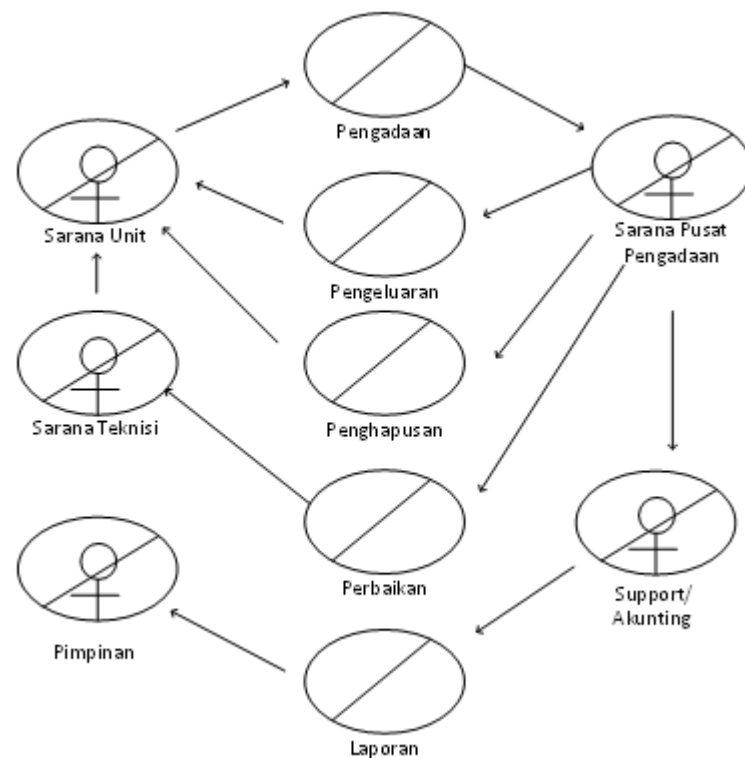 Pengadaan
Sarana Unit
Sarana Pusat
Pengadaan
Pengeluaran
Sarana Teknisi
Penghapusan
Perbaikan
Support/
Akunting
Pimpinan
Laporan